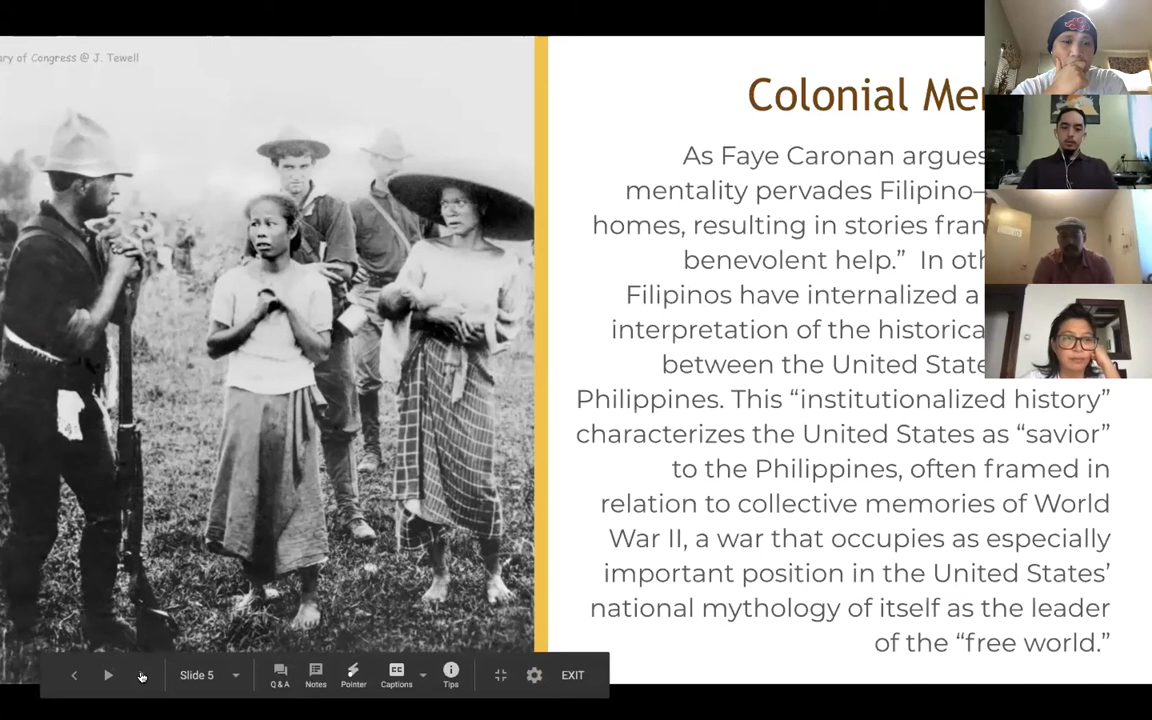 ary of Congress @ J. Tewell
Colonial Me
As Faye Caronan argues
mentality pervades Filipino–
homes, resulting in stories fram
benevolent help.” In oth
Filipinos have internalized a
interpretation of the historica
between the United State
Philippines. This “institutionalized history”
characterizes the United States as “savior”
to the Philippines, often framed in
relation to collective memories of World
War II, a war that occupies as especially
important position in the United States’
national mythology of itself as the leader
of the “free world.”
Slide 5
Q & A
Notes
Pointer
CC
Captions
Tips
EXIT